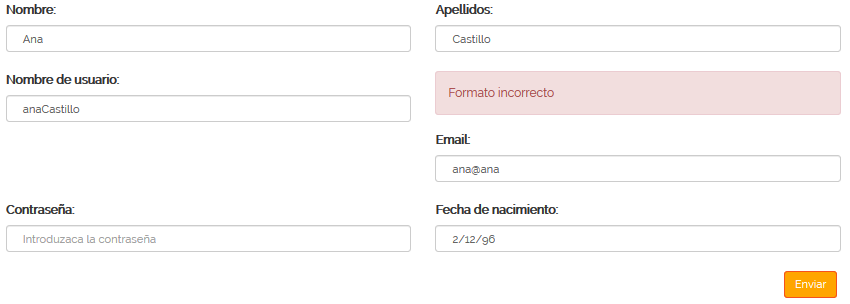 Nombre:
Apellidos:
Ana
Castillo
Nombre de usuario:
Formato incorrecto
anaCastillo
Email:
ana@ana
Contraseña:
Fecha de nacimiento:
Introduzaca la contraseña
2/12/96
Enviar